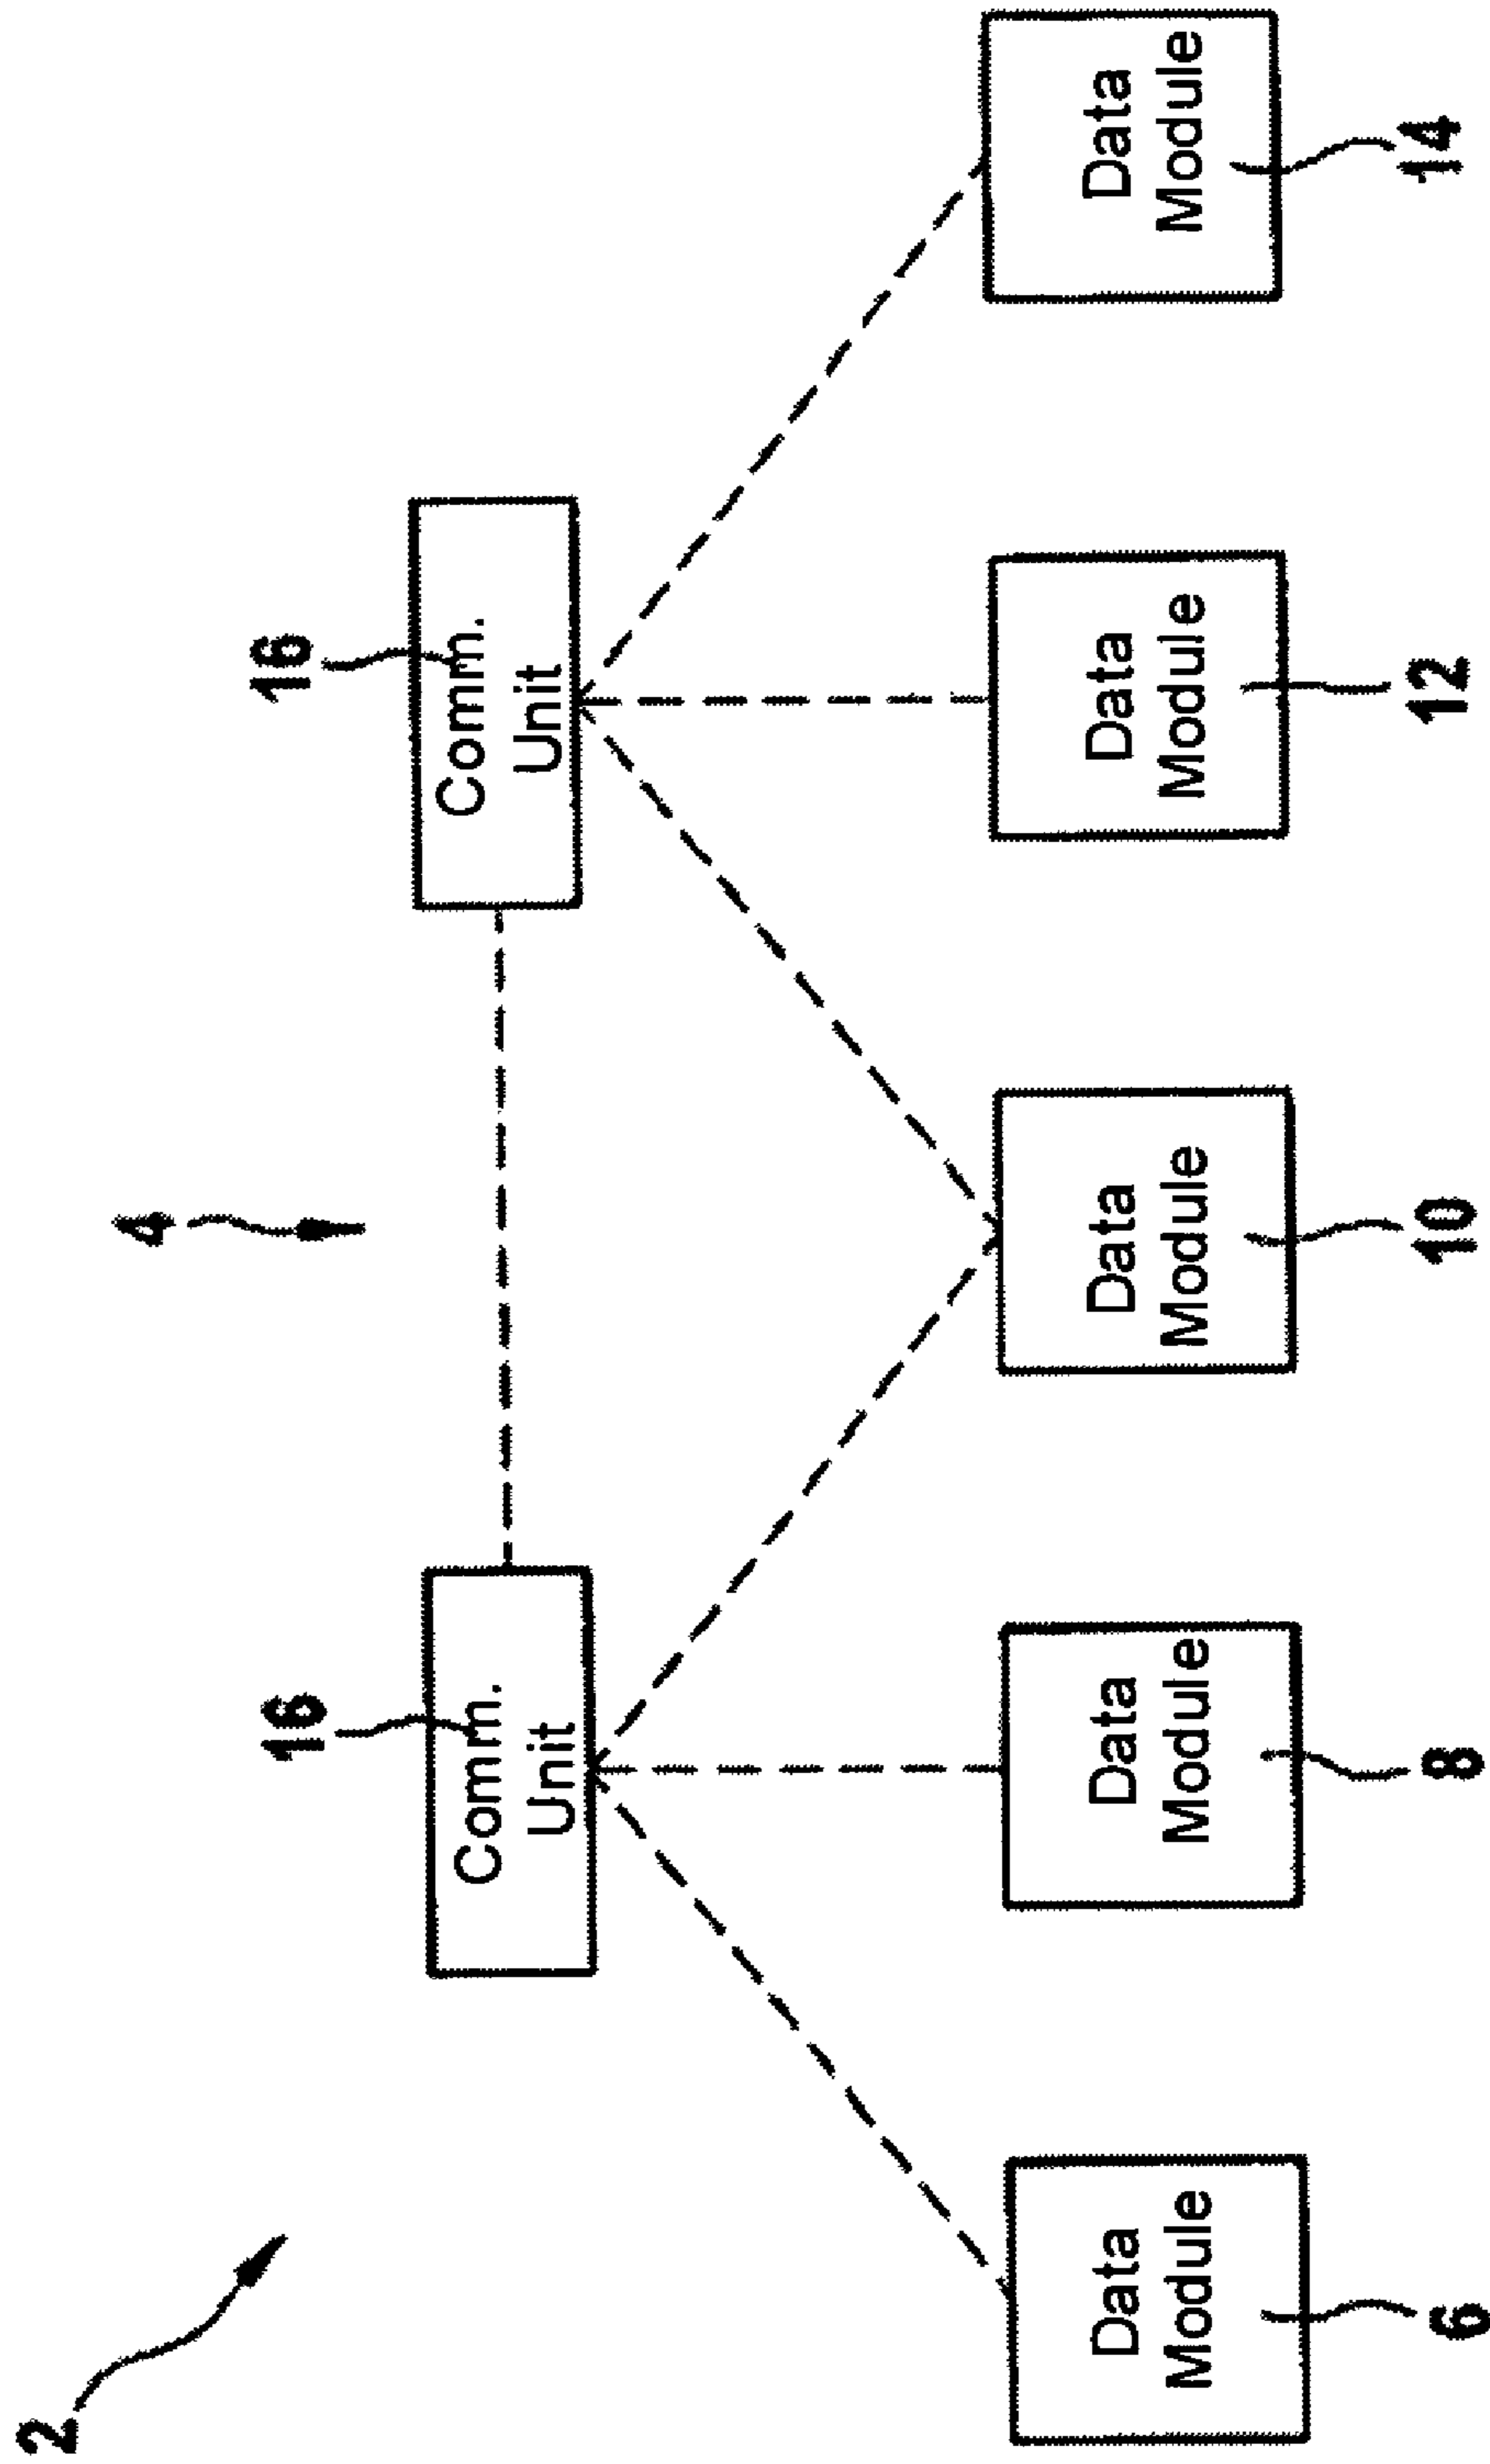 2
4
16
Comm.
Unit
16
Comm.
Unit
Data
Module
6
Data
Module
8
Data
Module
10
Data
Module
12
Data
Module
14